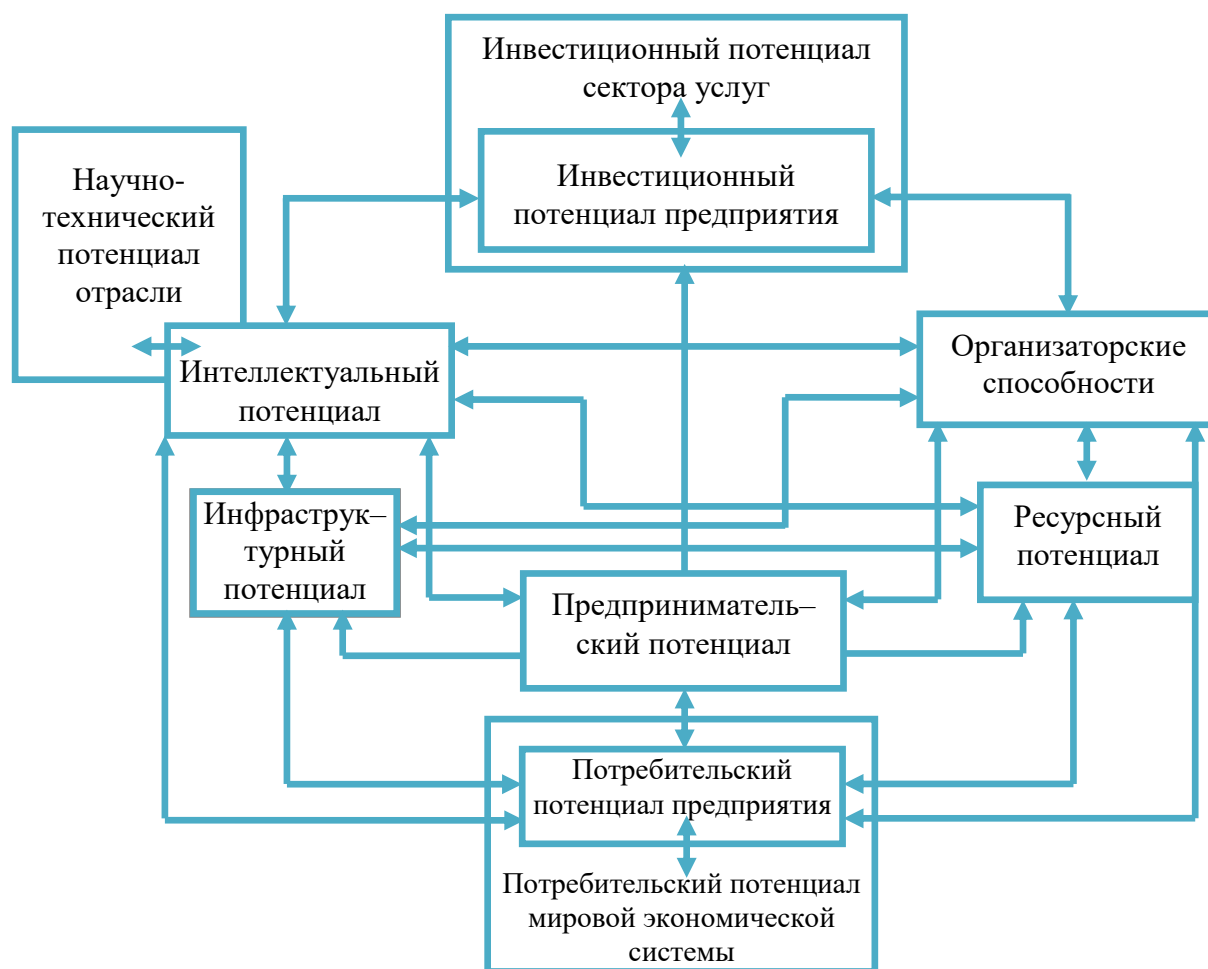 Инвестиционный потенциал
сектора услуг
Инвестиционный
потенциал предприятия
Научно-
технический
потенциал
отрасли
Интеллектуальный
потенциал
Организаторские
способности
Инфраструк–
турный
потенциал
Ресурсный
потенциал
Предприниматель–
ский потенциал
Потребительский
потенциал предприятия
Потребительский потенциал
мировой экономической
системы